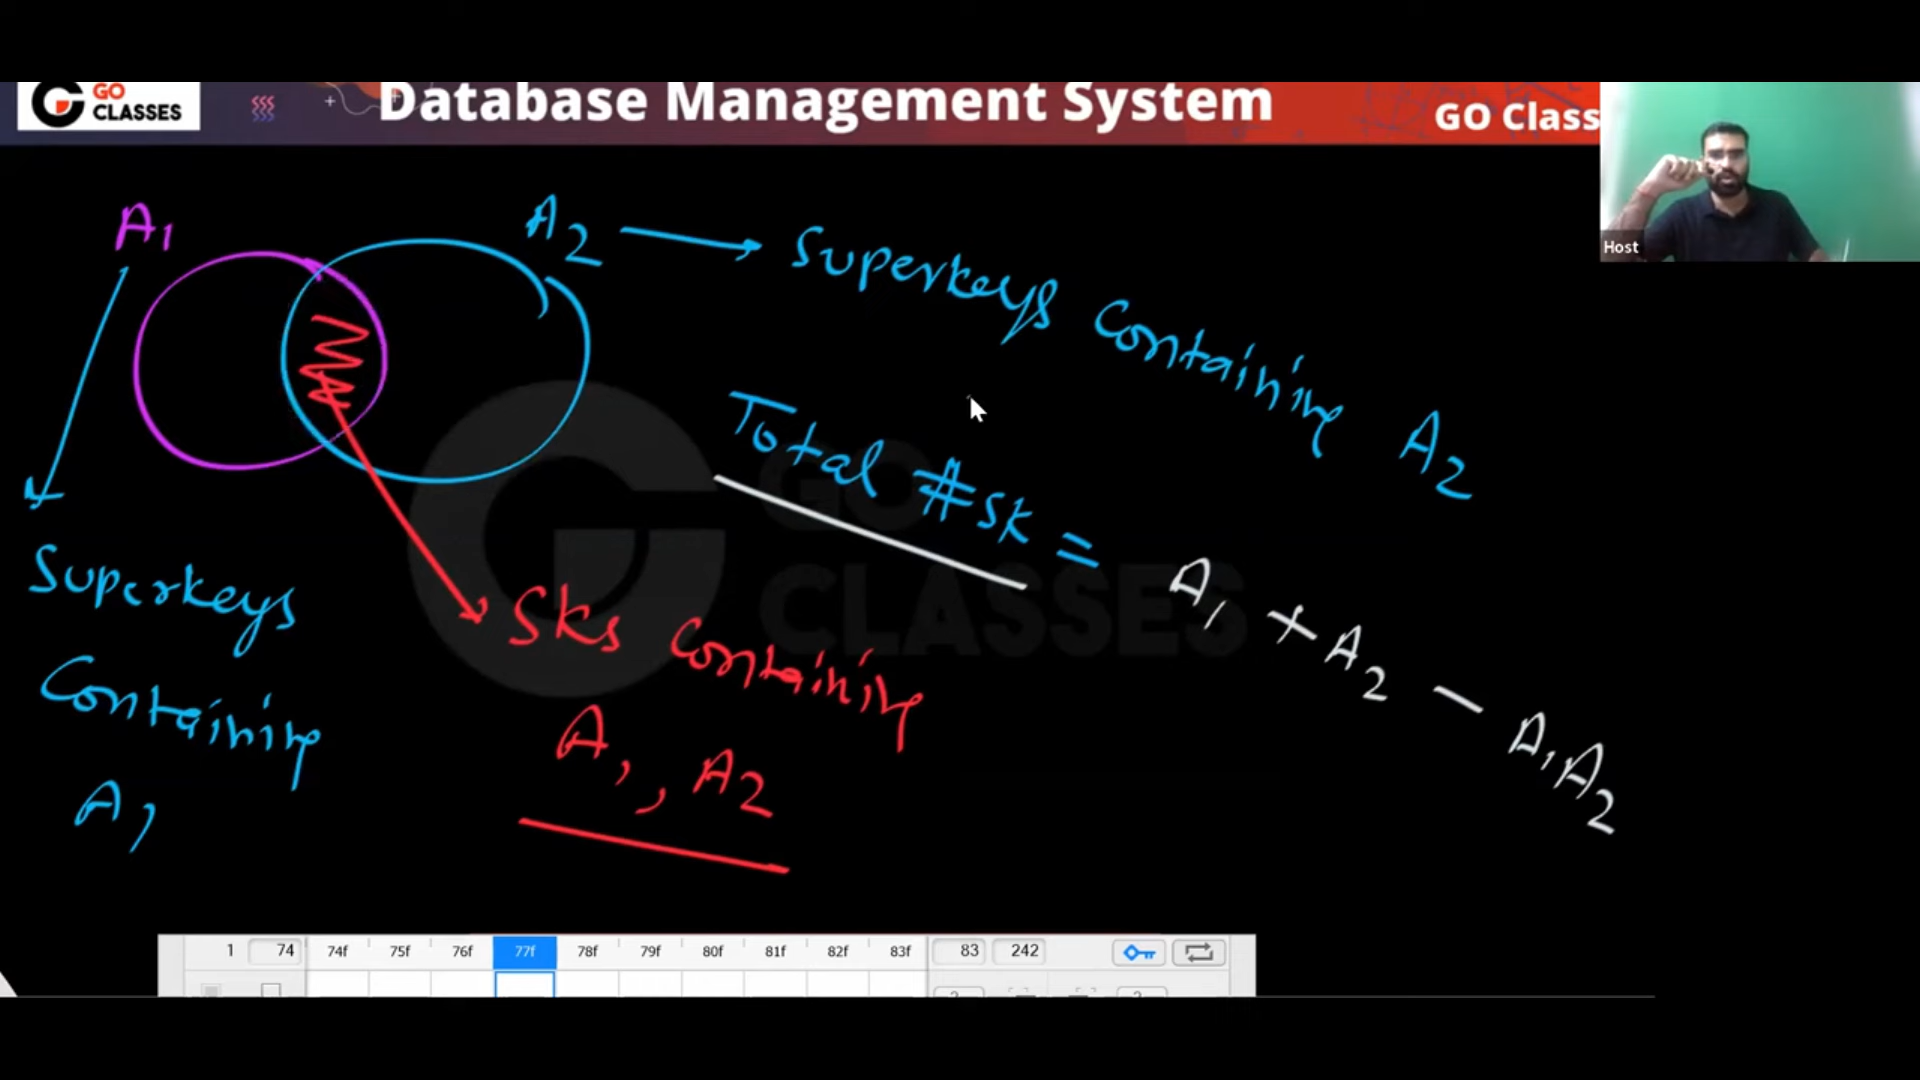 GO
CLASSES
Database Management System
GO Class
Host
A1
A2 → Superkeys Containing A2
Total #SK = A1 + A2 - A1A2
GO
CLASSES
Superkeys
Containing
A1
SKs Containing
A1, A2
1 74 74f 75f 76f 77f 78f 79f 80f 81f 82f 83f 83 242